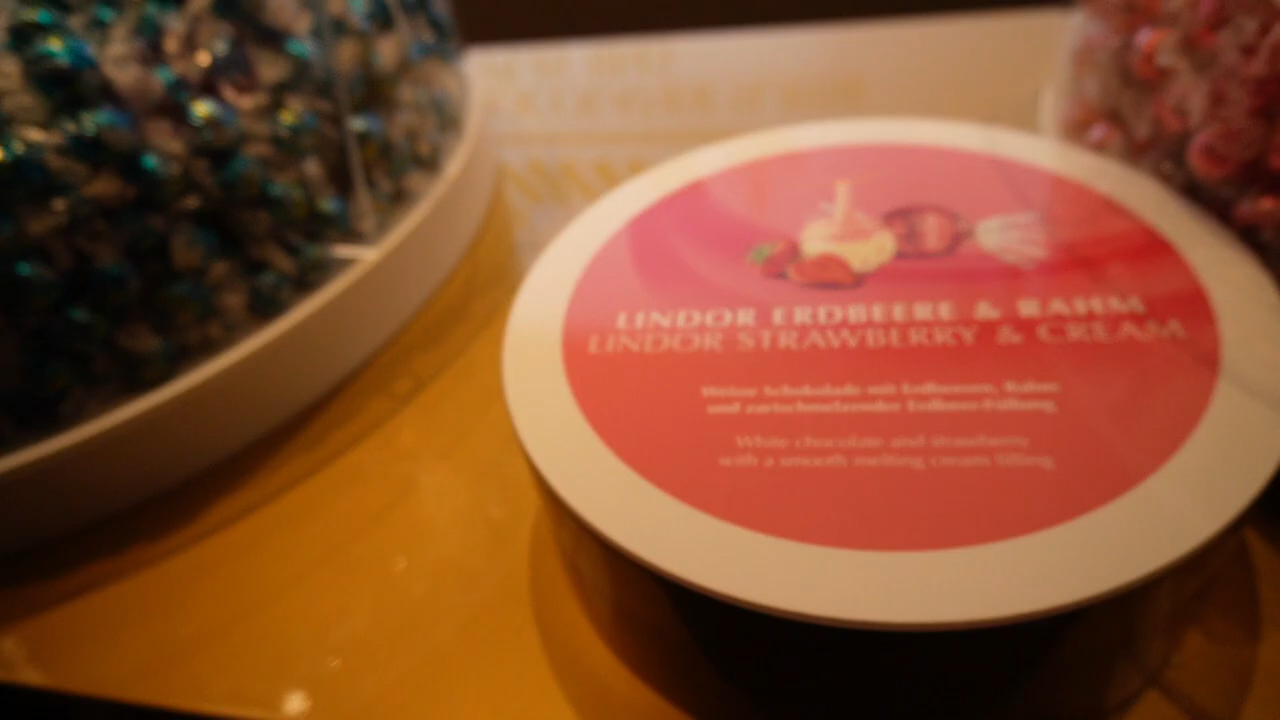 LINDOR ERDBEERE & RAHM
LINDOR STRAWBERRY & CREAM
Weisse Schokolade mit Erdbeeren, Rahm-
und zartschmelzender Erdbeer-Füllung
White chocolate and strawberry
with a smooth melting cream filling